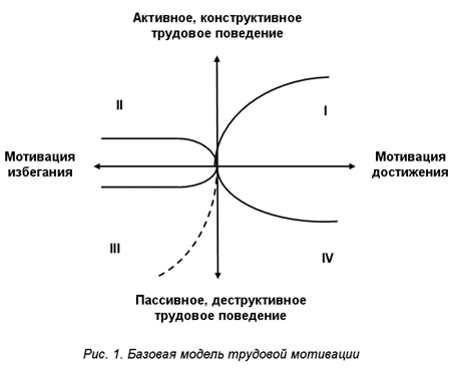 Активное, конструктивное
трудовое поведение
II
I
Мотивация
избегания
Мотивация
достижения
III
IV
Пассивное, деструктивное
трудовое поведение
Рис. 1. Базовая модель трудовой мотивации